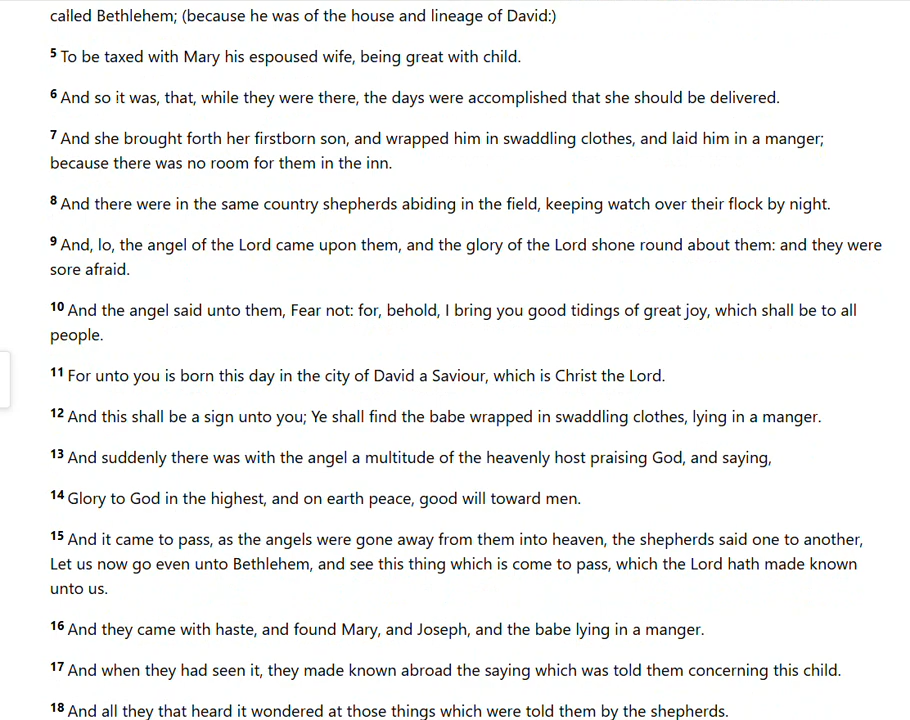 called Bethlehem; (because he was of the house and lineage of David:)
5 To be taxed with Mary his espoused wife, being great with child.
6 And so it was, that, while they were there, the days were accomplished that she should be delivered.
7 And she brought forth her firstborn son, and wrapped him in swaddling clothes, and laid him in a manger;
because there was no room for them in the inn.
8 And there were in the same country shepherds abiding in the field, keeping watch over their flock by night.
9 And, lo, the angel of the Lord came upon them, and the glory of the Lord shone round about them: and they were
sore afraid.
10 And the angel said unto them, Fear not: for, behold, I bring you good tidings of great joy, which shall be to all
people.
11 For unto you is born this day in the city of David a Saviour, which is Christ the Lord.
12 And this shall be a sign unto you; Ye shall find the babe wrapped in swaddling clothes, lying in a manger.
13 And suddenly there was with the angel a multitude of the heavenly host praising God, and saying,
14 Glory to God in the highest, and on earth peace, good will toward men.
15 And it came to pass, as the angels were gone away from them into heaven, the shepherds said one to another,
Let us now go even unto Bethlehem, and see this thing which is come to pass, which the Lord hath made known
unto us.
16 And they came with haste, and found Mary, and Joseph, and the babe lying in a manger.
17 And when they had seen it, they made known abroad the saying which was told them concerning this child.
18 And all they that heard it wondered at those things which were told them by the shepherds.